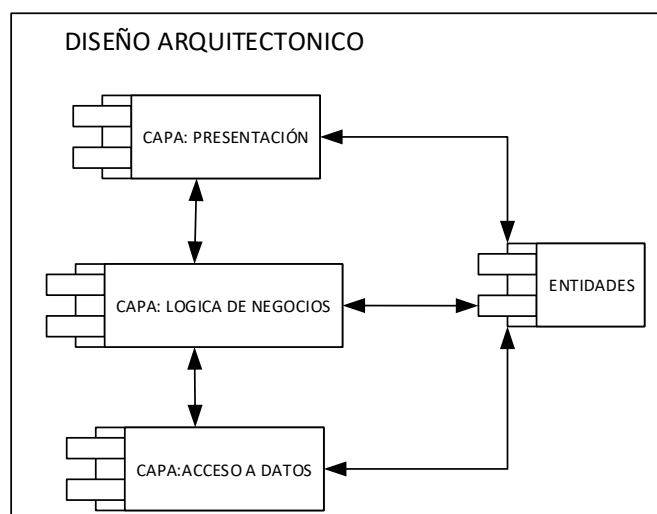 DISEÑO ARQUITECTONICO
CAPA: PRESENTACIÓN
CAPA: LOGICA DE NEGOCIOS
ENTIDADES
CAPA:ACCESO A DATOS